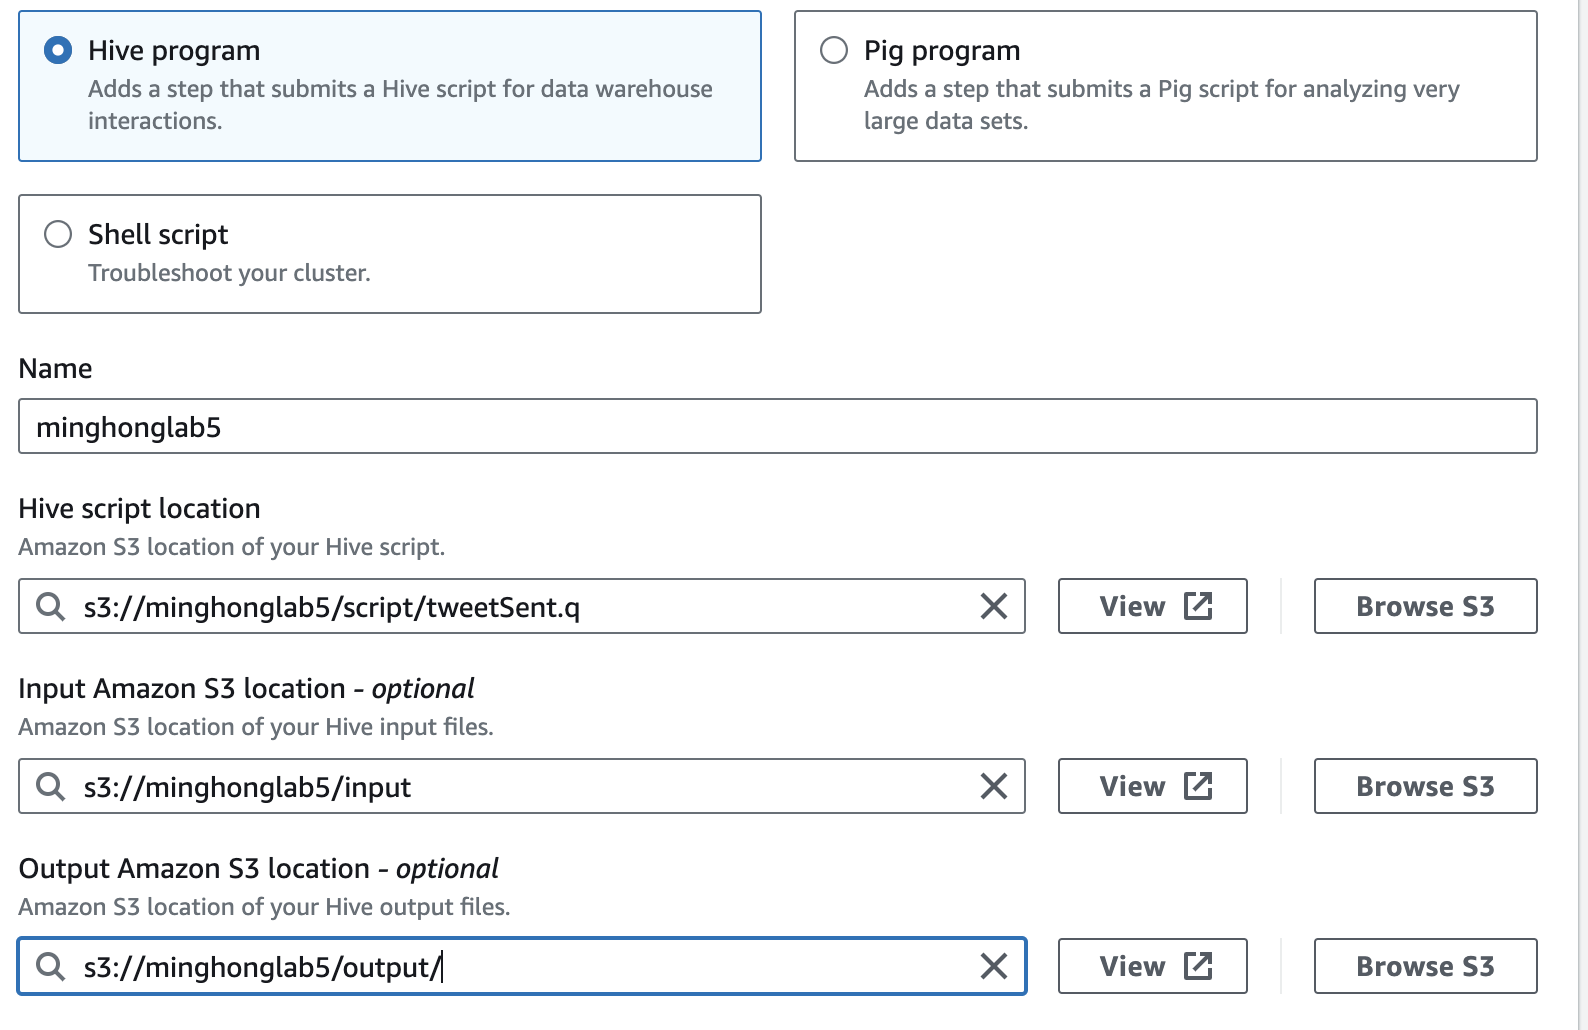 Hive program
Adds a step that submits a Hive script for data warehouse
interactions.
Pig program
Adds a step that submits a Pig script for analyzing very
large data sets.
Shell script
Troubleshoot your cluster.
Name
minghonglab5
Hive script location
Amazon S3 location of your Hive script.
s3://minghonglab5/script/tweetSent.q
View
Browse S3
Input Amazon S3 location - optional
Amazon S3 location of your Hive input files.
s3://minghonglab5/input
View
Browse S3
Output Amazon S3 location - optional
Amazon S3 location of your Hive output files.
s3://minghonglab5/output/
View
Browse S3